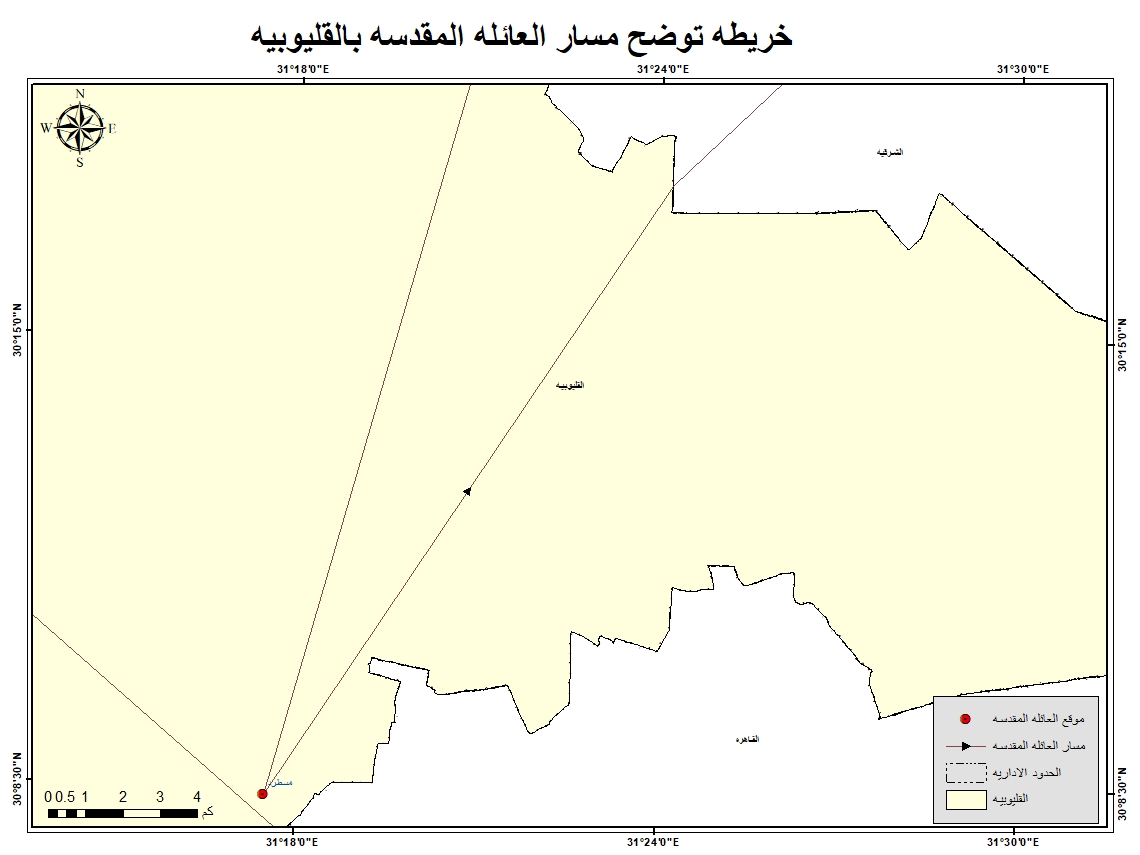 خريطه توضح مسار العائله المقدسه بالقليوبيه
31°18'0"E 31°24'0"E 31°30'0"E
N
W E
S
الشرقيه
30°15'0"N
30°15'0"N
القليوبيه
القاهره
مسطرد
موقع العائله المقدسه
مسار العائله المقدسه
الحدود الاداريه
القليوبيه
30°8'30"N
30°8'30"N
0 0.5 1 2 3 4
كم
31°18'0"E 31°24'0"E 31°30'0"E